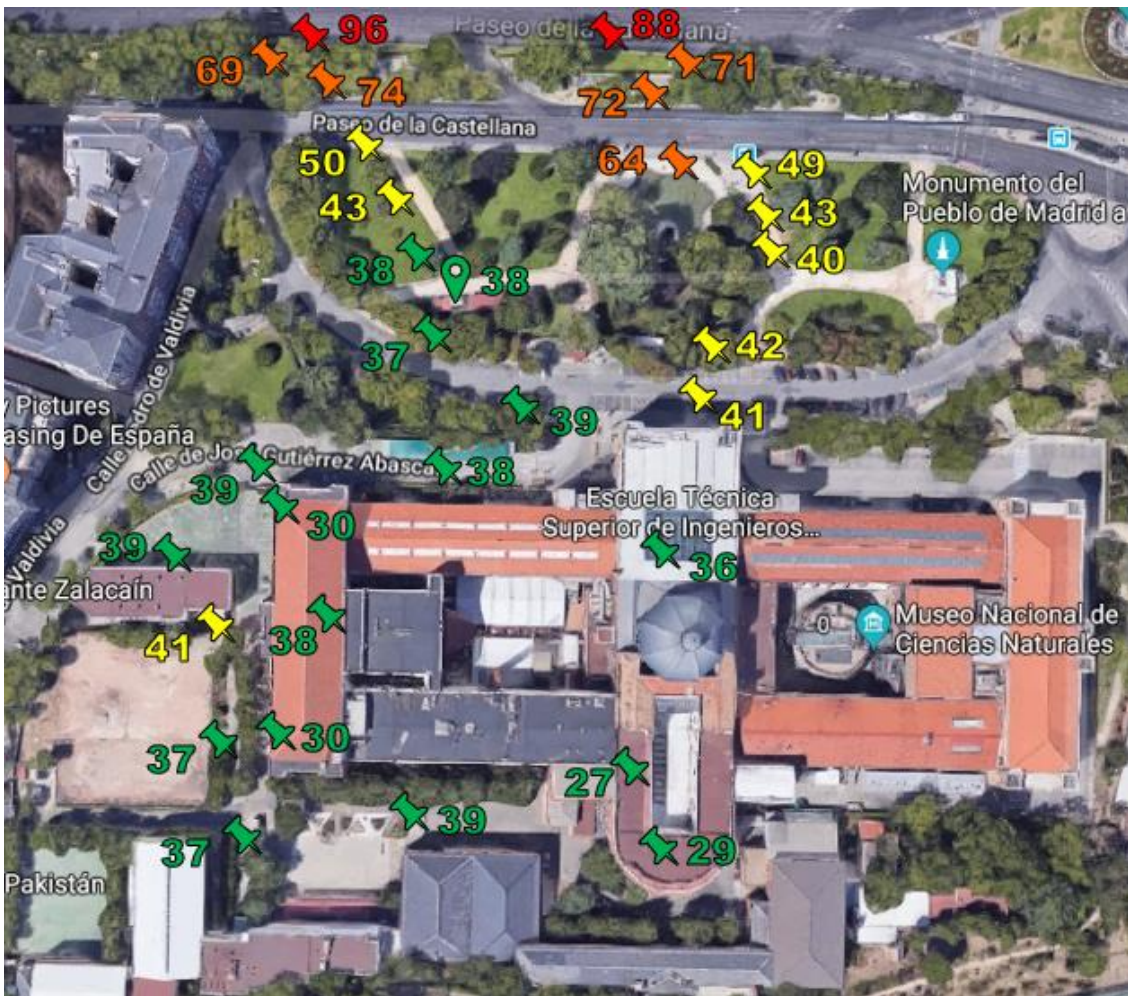 Paseo de la Castellana
96
88
69
74
71
72
Paseo de la Castellana
50
64
49
43
43
Monumento del
Pueblo de Madrid a
38
38
40
37
42
41
39
y Pictures
asing De España
Calle Pedro de Valdivia
Calle de José Gutiérrez Abascal
39
38
30
Escuela Técnica
Superior de Ingenieros...
39
36
Valdivia
ante Zalacaín
41
38
0
Museo Nacional de
Ciencias Naturales
37
30
27
39
37
29
Pakistán